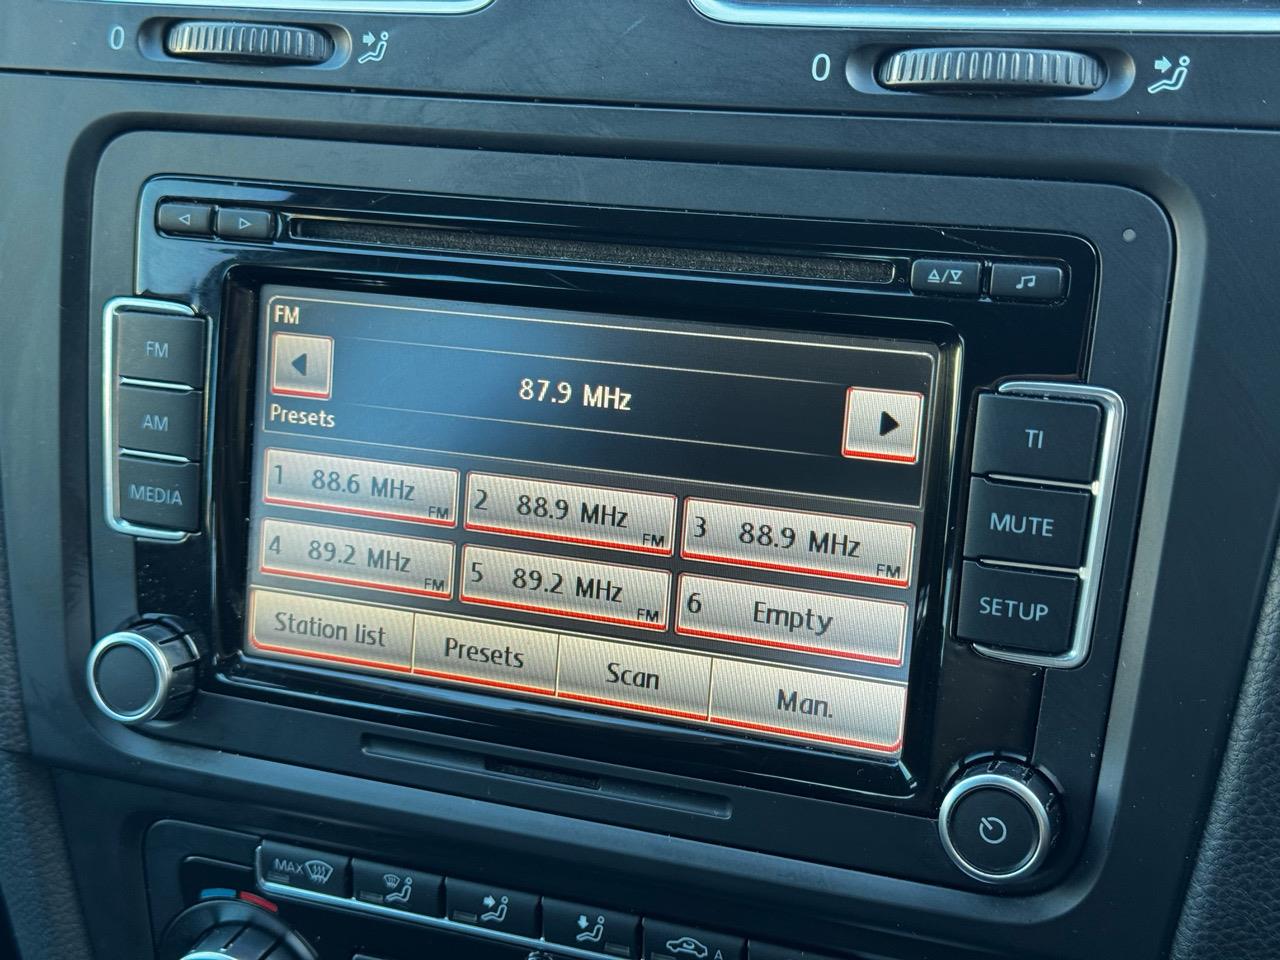 0
0
FM
87.9 MHz
Presets
1 88.6 MHz FM
2 88.9 MHz FM
3 88.9 MHz FM
4 89.2 MHz FM
5 89.2 MHz FM
6 Empty
Station list
Presets
Scan
Man.
FM
AM
MEDIA
TI
MUTE
SETUP
MAX
A